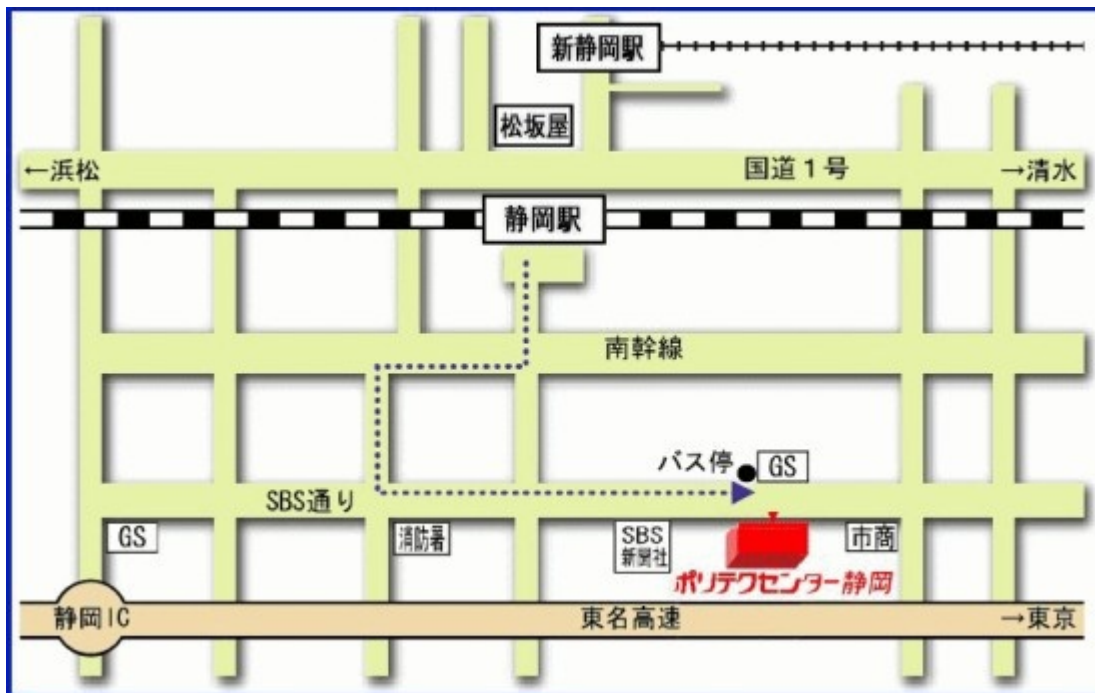 新静岡駅
松坂屋
←浜松
国道1号
→清水
静岡駅
南幹線
バス停
GS
SBS通り
GS
消防署
SBS
新聞社
市商
ポリテクセンター静岡
静岡IC
東名高速
→東京